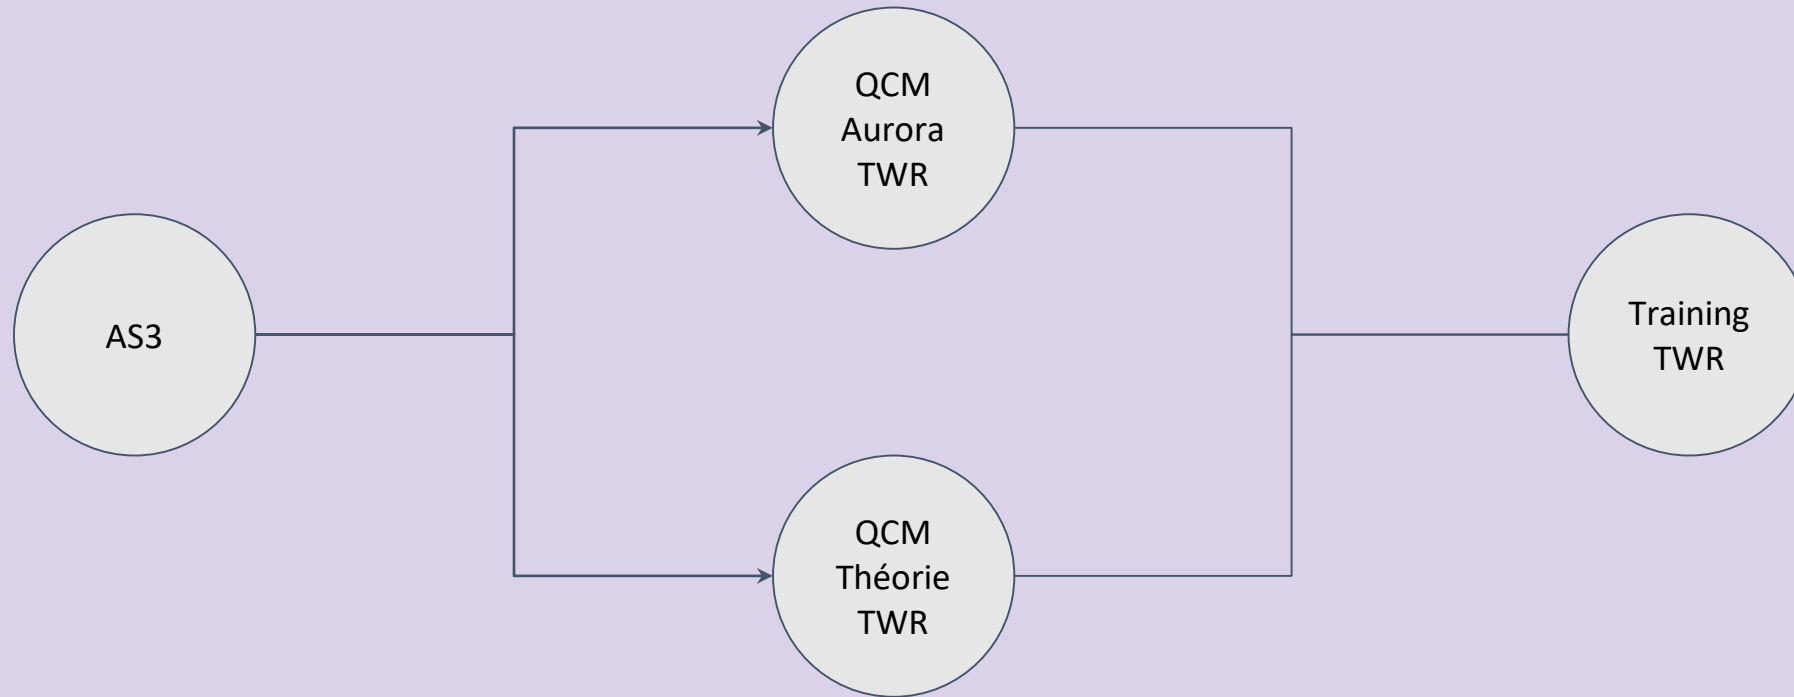 AS3
QCM
Aurora
TWR
QCM
Théorie
TWR
Training
TWR